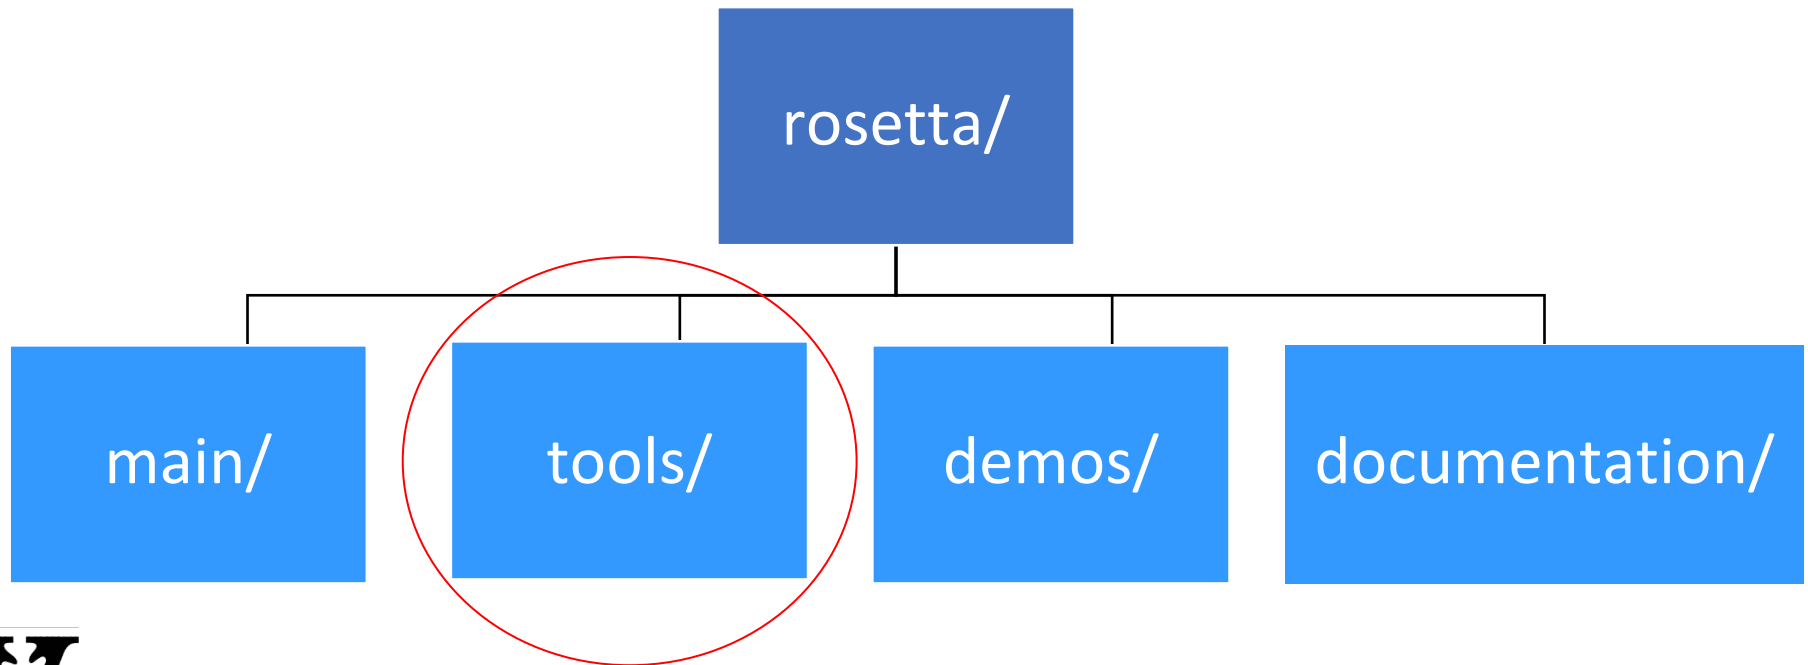 rosetta/
main/
tools/
demos/
documentation/